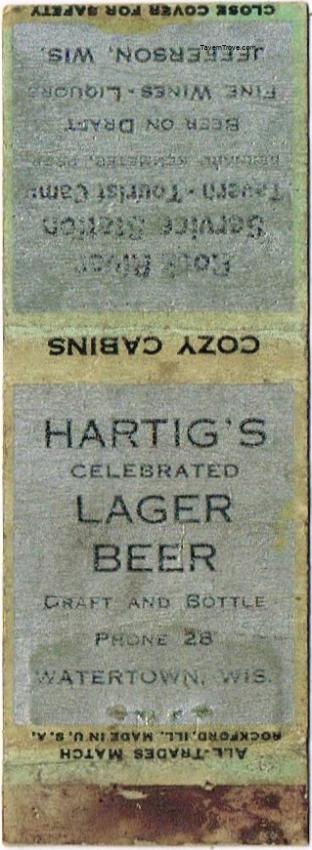 HARTIG'S
CELEBRATED
LAGER
BEER
DRAFT AND BOTTLE
PHONE 28
WATERTOWN, WIS.
ALL-TRADES MATCH
ROCKFORD, ILL. MADE IN U.S.A.
COZY CABINS
Rock River
Service Station
Tavern - Tourist Camp
BEER ON DRAFT
FINE WINES - LIQUORS
JEFFERSON, WIS.
CLOSE COVER FOR SAFETY
TavernTrove.com